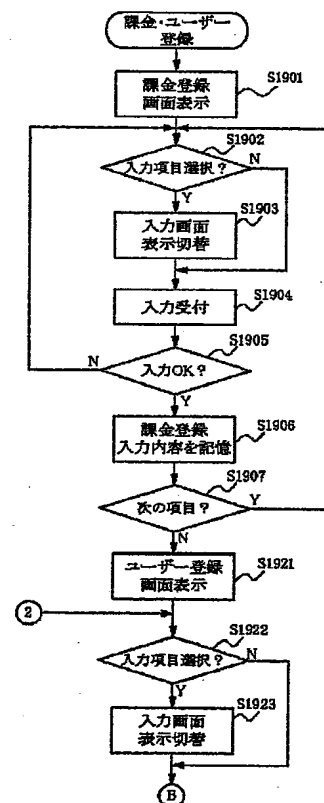 課金・ユーザー
登録
S1901
課金登録
画面表示
S1902
入力項目選択？
N
Y
S1903
入力画面
表示切替
S1904
入力受付
S1905
N
入力OK？
Y
S1906
課金登録
入力内容を記憶
S1907
次の項目？
Y
N
S1921
ユーザー登録
画面表示
2
S1922
入力項目選択？
N
Y
S1923
入力画面
表示切替
B